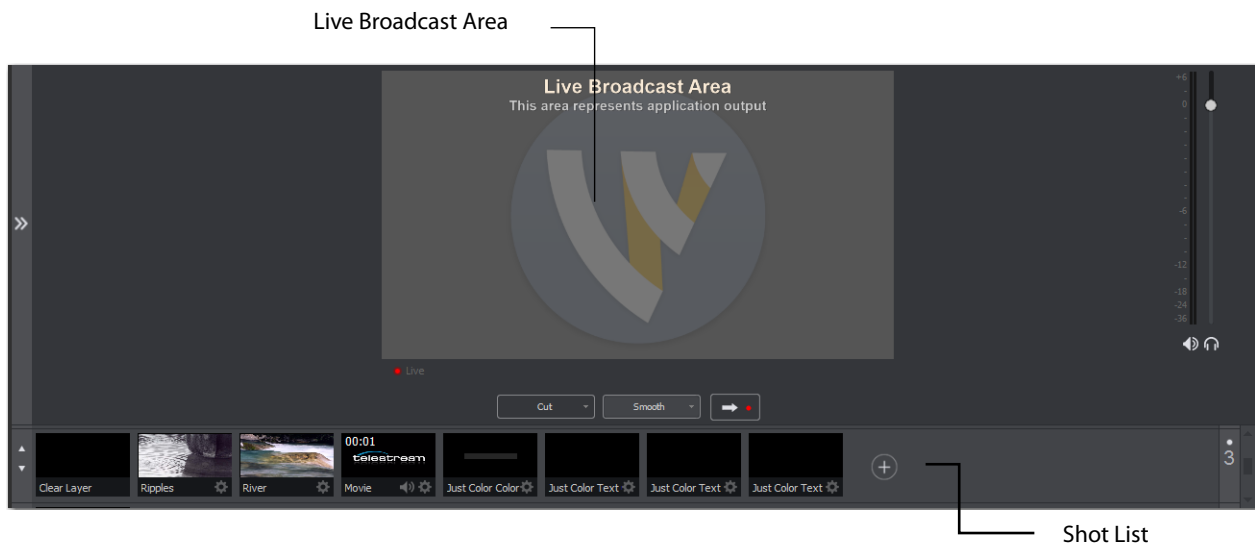 Live Broadcast Area
Live Broadcast Area
This area represents application output
+6
0
-6
-12
-18
-24
-36
Live
Cut
Smooth
00:01
telestream
3
Clear Layer
Ripples
River
Movie
Just Color Color
Just Color Text
Just Color Text
Just Color Text
Shot List